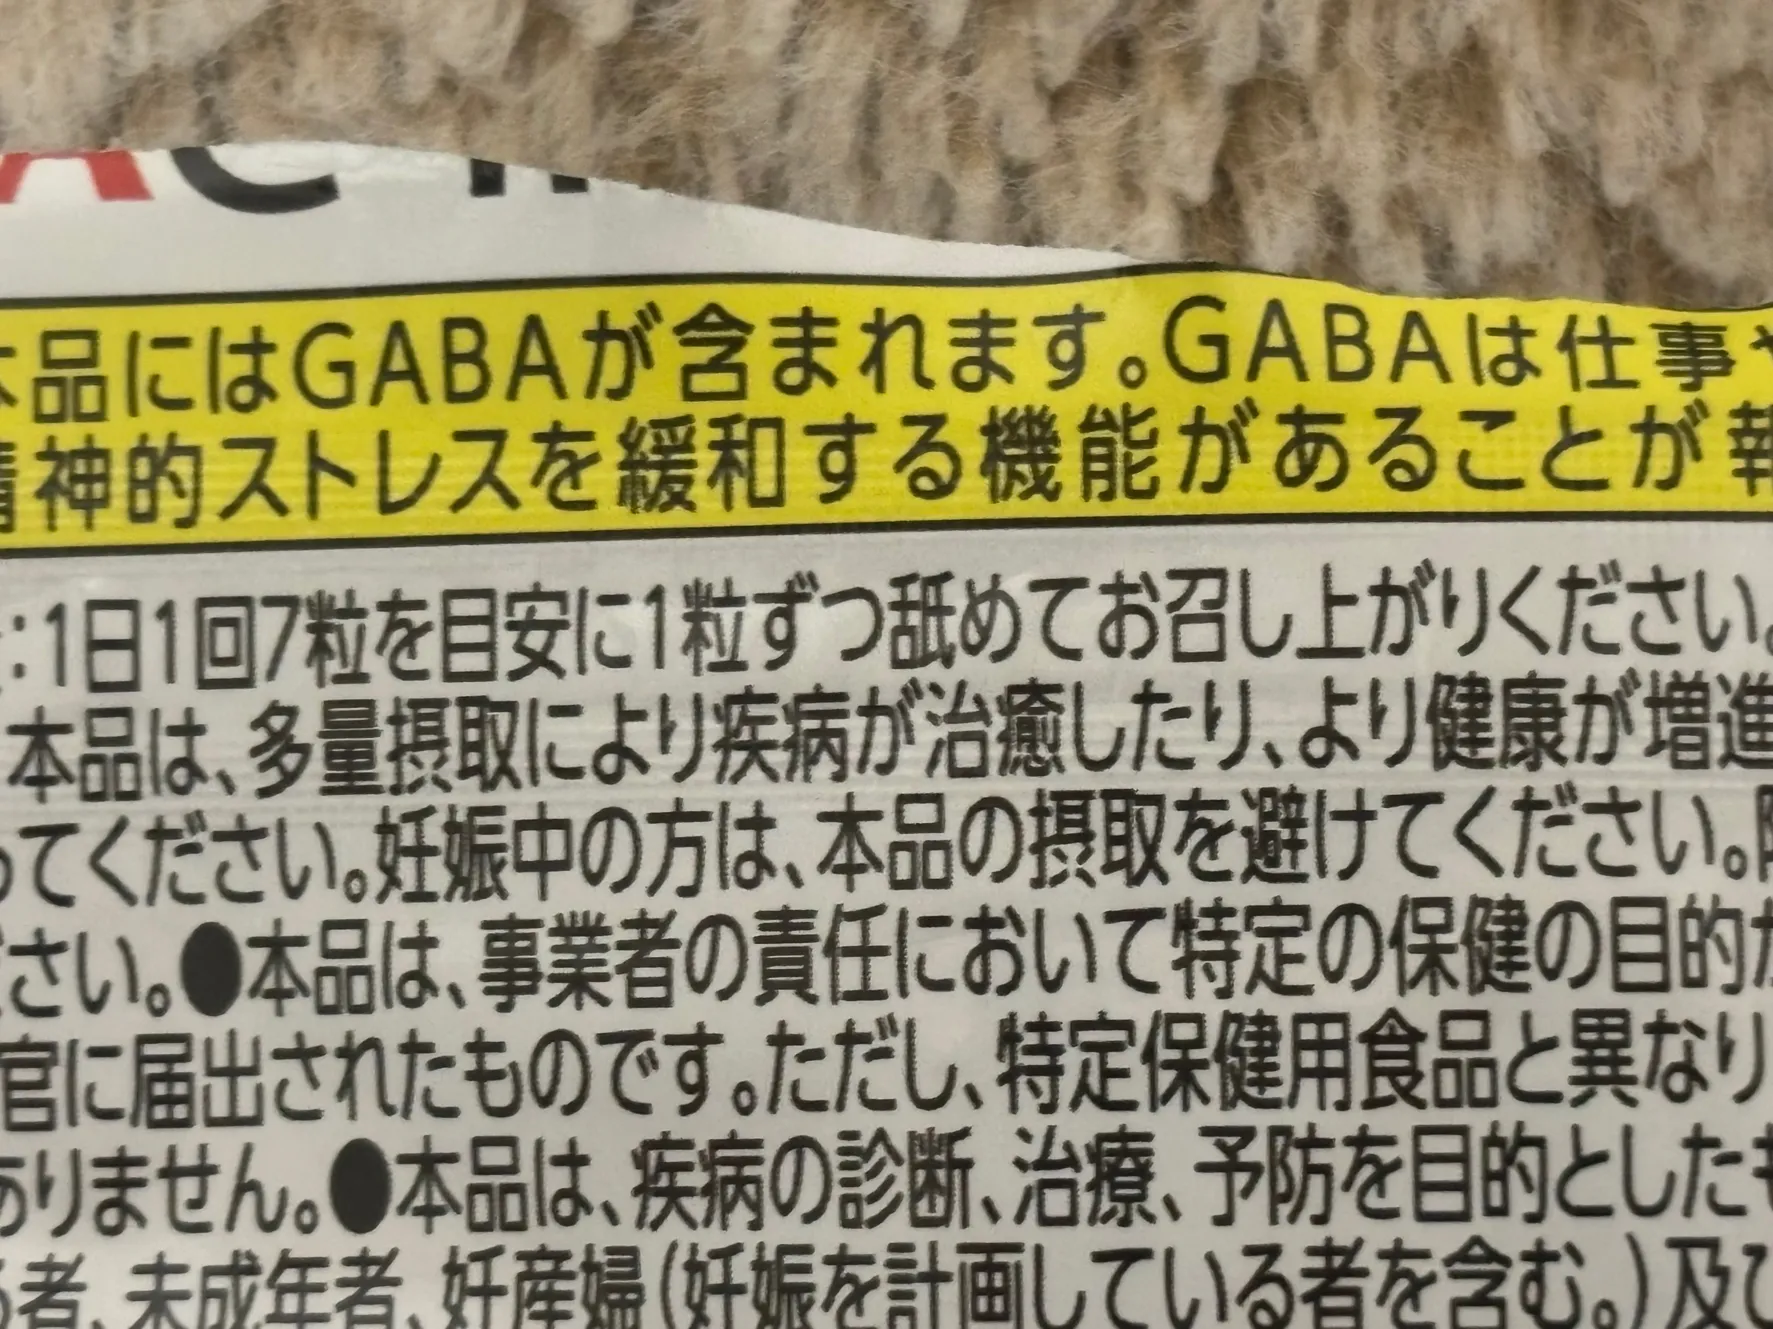 本品にはGABAが含まれます。GABAは仕事や
精神的ストレスを緩和する機能があることが報
:1日1回7粒を目安に1粒ずつ舐めてお召し上がりください。
本品は、多量摂取により疾病が治癒したり、より健康が増進
ってください。妊娠中の方は、本品の摂取を避けてください。
ださい。●本品は、事業者の責任において特定の保健の目的が
官に届出されたものです。ただし、特定保健用食品と異なり
ありません。●本品は、疾病の診断、治療、予防を目的としたも
者、未成年者、妊産婦(妊娠を計画している者を含む。)及び